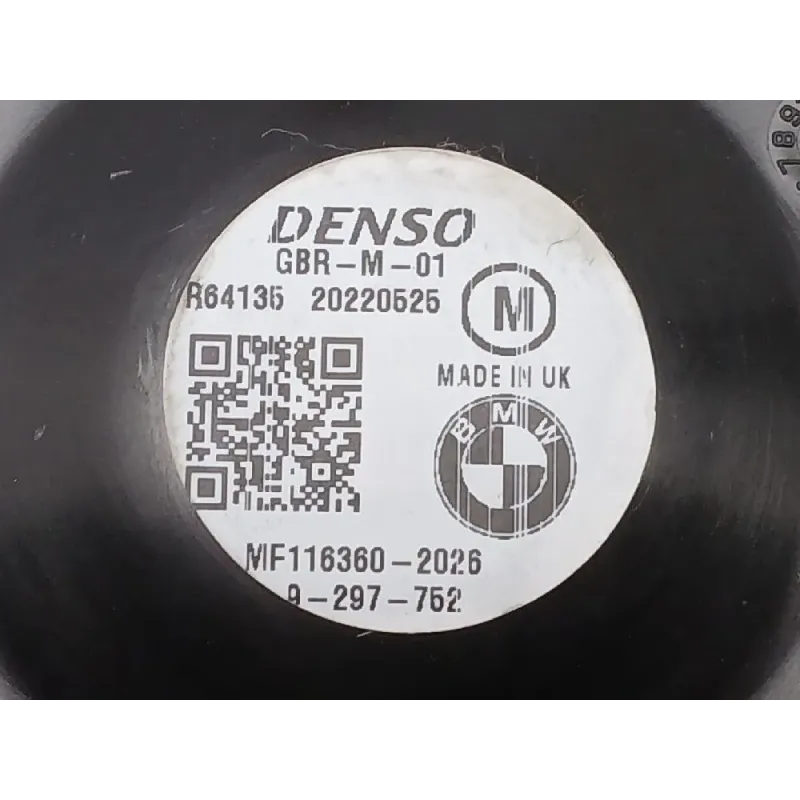 DENSO
GBR-M-01
R64135 20220525
M
MADE IN UK
BMW
MF116360-2026
9-297-752